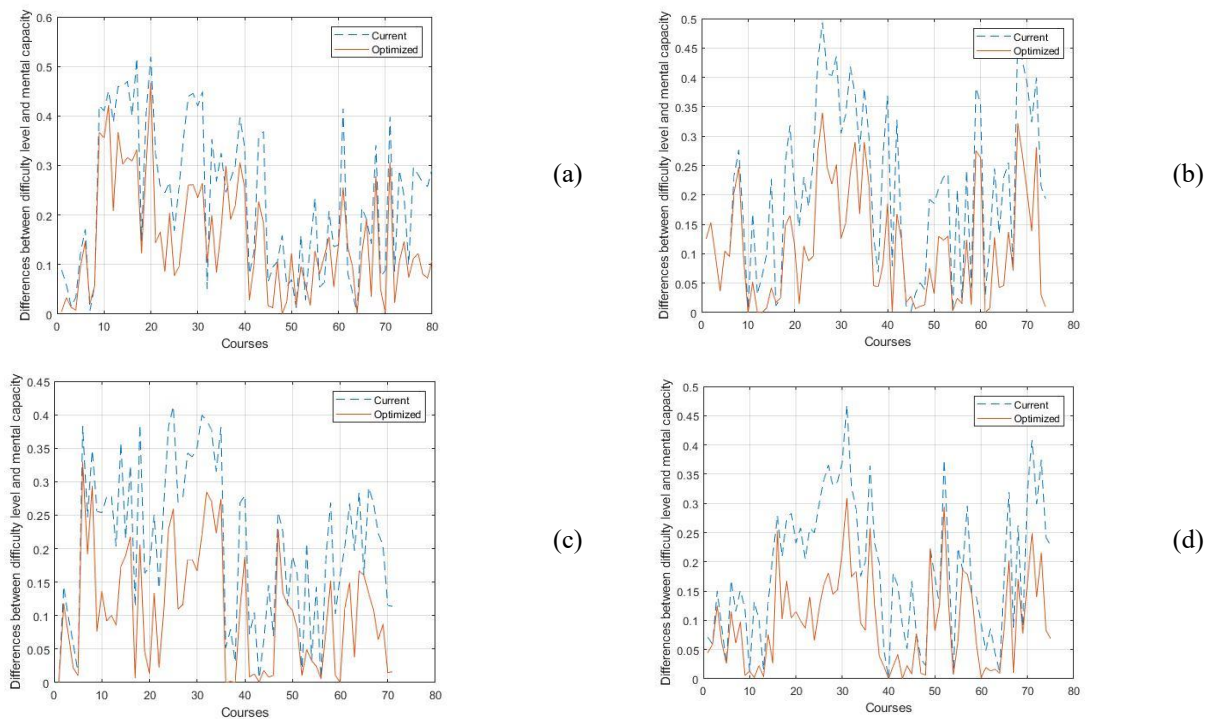 Differences between difficulty level and mental capacity
0.6
0.5
0.4
0.3
0.2
0.1
0
0 10 20 30 40 50 60 70 80
Courses
Current
Optimized
(a)
Differences between difficulty level and mental capacity
0.5
0.45
0.4
0.35
0.3
0.25
0.2
0.15
0.1
0.05
0
0 10 20 30 40 50 60 70 80
Courses
Current
Optimized
(b)
Differences between difficulty level and mental capacity
0.45
0.4
0.35
0.3
0.25
0.2
0.15
0.1
0.05
0
0 10 20 30 40 50 60 70 80
Courses
Current
Optimized
(c)
Differences between difficulty level and mental capacity
0.5
0.45
0.4
0.35
0.3
0.25
0.2
0.15
0.1
0.05
0
0 10 20 30 40 50 60 70 80
Courses
Current
Optimized
(d)